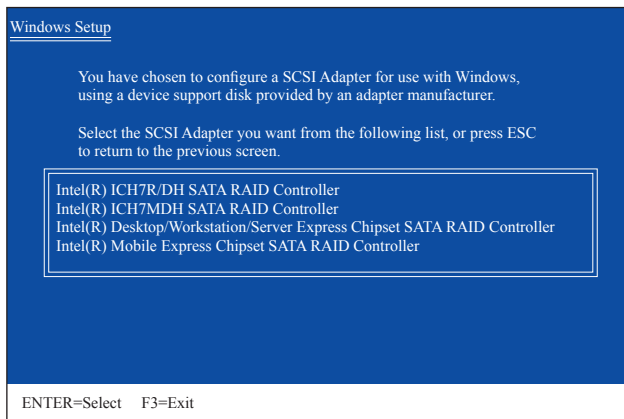 Windows Setup
You have chosen to configure a SCSI Adapter for use with Windows,
using a device support disk provided by an adapter manufacturer.
Select the SCSI Adapter you want from the following list, or press ESC
to return to the previous screen.
Intel(R) ICH7R/DH SATA RAID Controller
Intel(R) ICH7MDH SATA RAID Controller
Intel(R) Desktop/Workstation/Server Express Chipset SATA RAID Controller
Intel(R) Mobile Express Chipset SATA RAID Controller
ENTER=Select F3=Exit